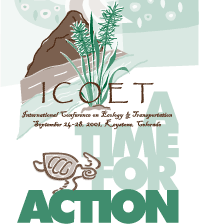 ICOET
International Conference on Ecology & Transportation
September 24-28, 2001, Keystone, Colorado
A
TIME
FOR
ACTION